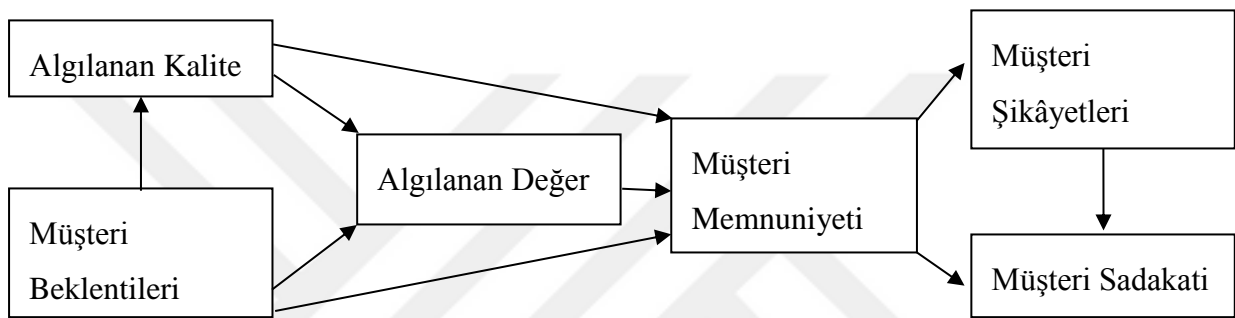 Algılanan Kalite
Müşteri
Beklentileri
Algılanan Değer
Müşteri
Memnuniyeti
Müşteri
Şikâyetleri
Müşteri Sadakati